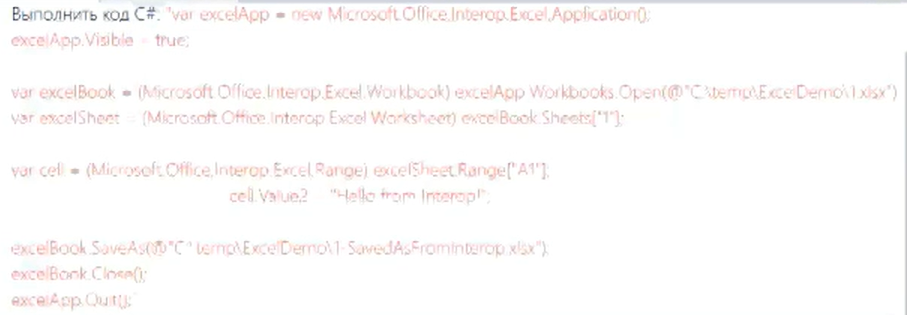 Выполнить код C#: "var excelApp = new Microsoft.Office.Interop.Excel.Application();
excelApp.Visible = true;
var excelBook = (Microsoft.Office.Interop.Excel.Workbook) excelApp.Workbooks.Open(@"C:\temp\ExcelDemo\1.xlsx")
var excelSheet = (Microsoft.Office.Interop.Excel.Worksheet) excelBook.Sheets["1"];
var cell = (Microsoft.Office.Interop.Excel.Range) excelSheet.Range["A1"];
cell.Value2 = "Hello from Interop!";
excelBook.SaveAs(@"C:\temp\ExcelDemo\1-SavedAsFromInterop.xlsx");
excelBook.Close();
excelApp.Quit();"